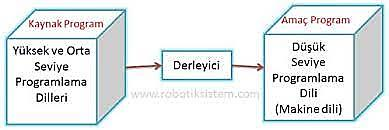 Kaynak Program
Yüksek ve Orta
Seviye
Programlama
Dilleri
Derleyici
Amaç Program
Düşük
Seviye
Programlama
Dili
(Makine dili)
www.robotiksistem.com